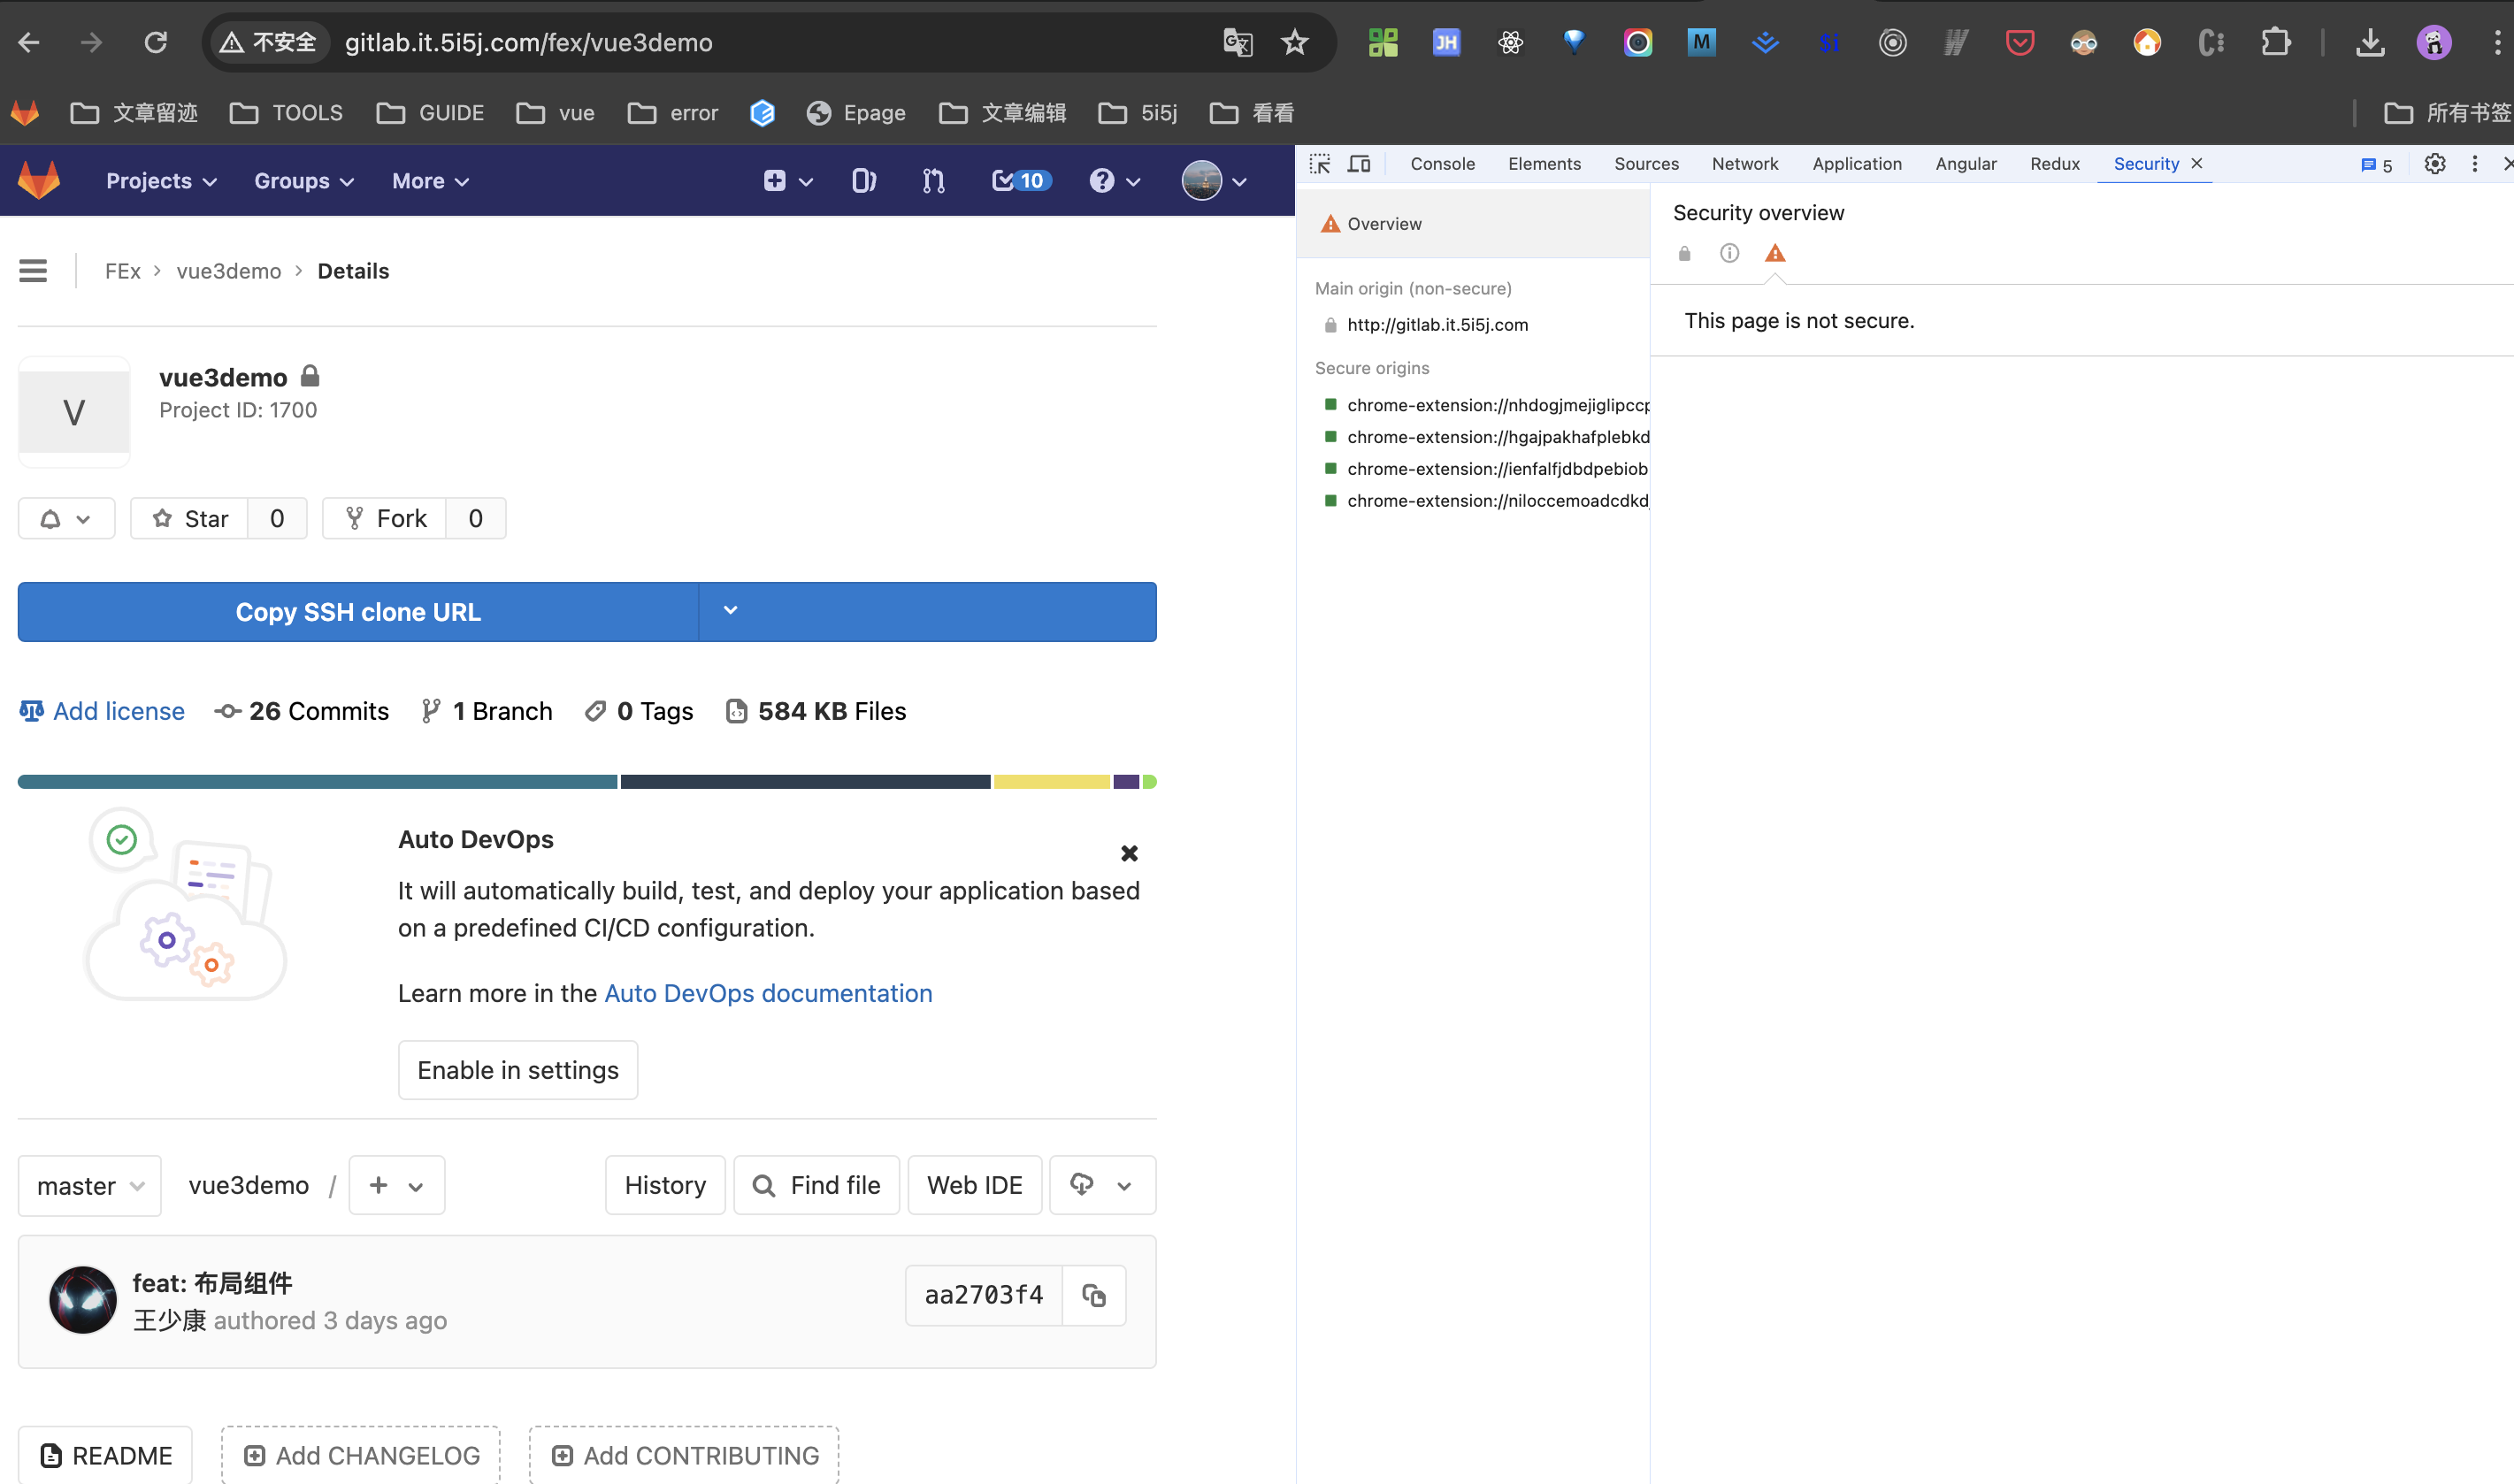 不安全 gitlab.it.5i5j.com/fex/vue3demo
文章留迹 TOOLS GUIDE vue error Epage 文章编辑 5i5j 看看 所有书签
Projects Groups More 10
FEx > vue3demo > Details
V
vue3demo
Project ID: 1700
Star 0 Fork 0
Copy SSH clone URL
Add license 26 Commits 1 Branch 0 Tags 584 KB Files
Auto DevOps
It will automatically build, test, and deploy your application based
on a predefined CI/CD configuration.
Learn more in the Auto DevOps documentation
Enable in settings
master vue3demo / +
History Find file Web IDE
feat: 布局组件
王少康 authored 3 days ago
aa2703f4
README Add CHANGELOG Add CONTRIBUTING
Console Elements Sources Network Application Angular Redux Security 5
Overview
Main origin (non-secure)
http://gitlab.it.5i5j.com
Secure origins
chrome-extension://nhdogjmejiglipccp
chrome-extension://hgajpakhafplebkd
chrome-extension://ienfalfjdbdpebiob
chrome-extension://niloccemoadcdkd
Security overview
This page is not secure.
JH
M
$i